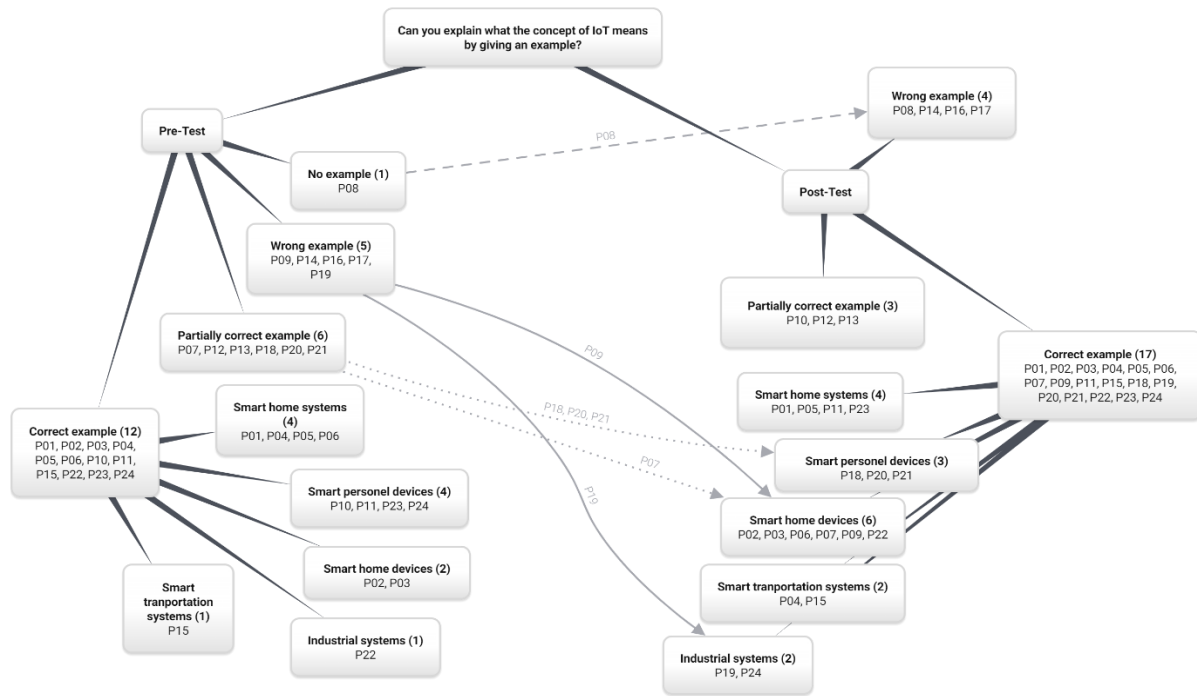 Can you explain what the concept of IoT means
by giving an example?
Pre-Test
No example (1)
P08
Wrong example (5)
P09, P14, P16, P17,
P19
Partially correct example (6)
P07, P12, P13, P18, P20, P21
Correct example (12)
P01, P02, P03, P04,
P05, P06, P10, P11,
P15, P22, P23, P24
Smart home systems
(4)
P01, P04, P05, P06
Smart personel devices (4)
P10, P11, P23, P24
Smart home devices (2)
P02, P03
Smart
tranportation
systems (1)
P15
Industrial systems (1)
P22
P08
P09
P18, P20, P21
P07
P19
Wrong example (4)
P08, P14, P16, P17
Post-Test
Partially correct example (3)
P10, P12, P13
Correct example (17)
P01, P02, P03, P04, P05, P06,
P07, P09, P11, P15, P18, P19,
P20, P21, P22, P23, P24
Smart home systems (4)
P01, P05, P11, P23
Smart personel devices (3)
P18, P20, P21
Smart home devices (6)
P02, P03, P06, P07, P09, P22
Smart tranportation systems (2)
P04, P15
Industrial systems (2)
P19, P24